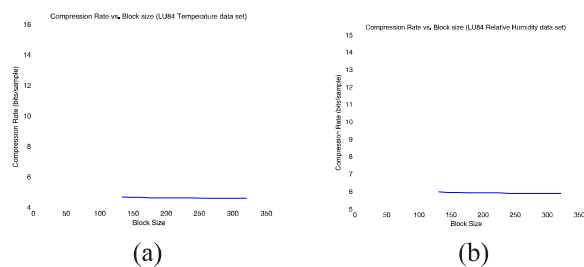 Compression Rate vs. Block size (LU84 Temperature data set)
16
14
12
10
8
6
4
Compression Rate (bits/sample)
0 50 100 150 200 250 300 350
Block Size
(a)
Compression Rate vs. Block size (LU84 Relative Humidity data set)
15
14
13
12
11
10
9
8
7
6
5
Compression Rate (bits/sample)
0 50 100 150 200 250 300 350
Block Size
(b)